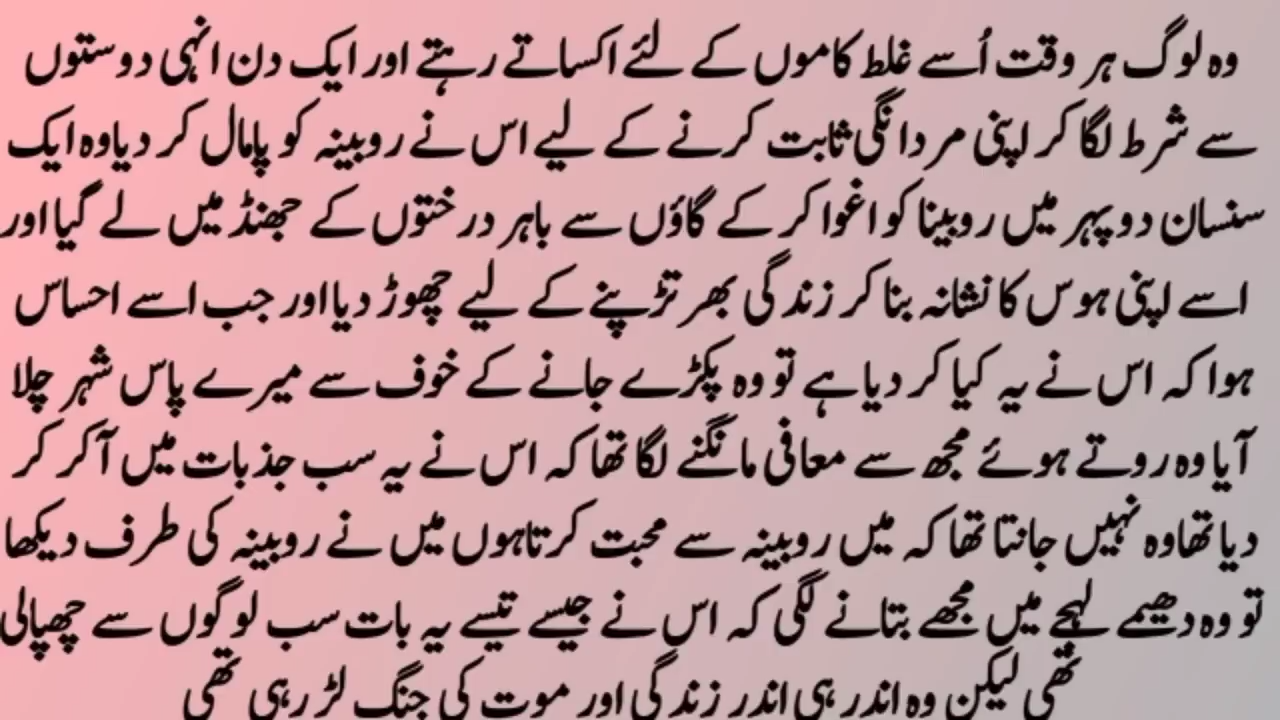 وہ لوگ ہر وقت اُسے غلط کاموں کے لئے اکساتے رہتے اور ایک دن انہی دوستوں
سے شرط لگا کر اپنی مردانگی ثابت کرنے کے لیے اس نے روبینہ کو پامال کر دیا وہ ایک
سنسان دوپہر میں روبینا کو اغوا کر کے گاؤں سے باہر درختوں کے جھنڈ میں لے گیا اور
اسے اپنی ہوس کا نشانہ بنا کر زندگی بھر تڑپنے کے لیے چھوڑ دیا اور جب اسے احساس
ہوا کہ اس نے یہ کیا کر دیا ہے تو وہ پکڑے جانے کے خوف سے میرے پاس شہر چلا
آیا وہ روتے ہوئے مجھ سے معافی مانگنے لگا تھا کہ اس نے یہ سب جذبات میں آکر کر
دیا تھا وہ نہیں جانتا تھا کہ میں روبینہ سے محبت کرتا ہوں میں نے روبینہ کی طرف دیکھا
تو وہ دھیمے لہجے میں مجھے بتانے لگی کہ اس نے جیسے تیسے یہ بات سب لوگوں سے چھپالی
تھی لیکن وہ اندر ہی اندر زندگی اور موت کی جنگ لڑ رہی تھی